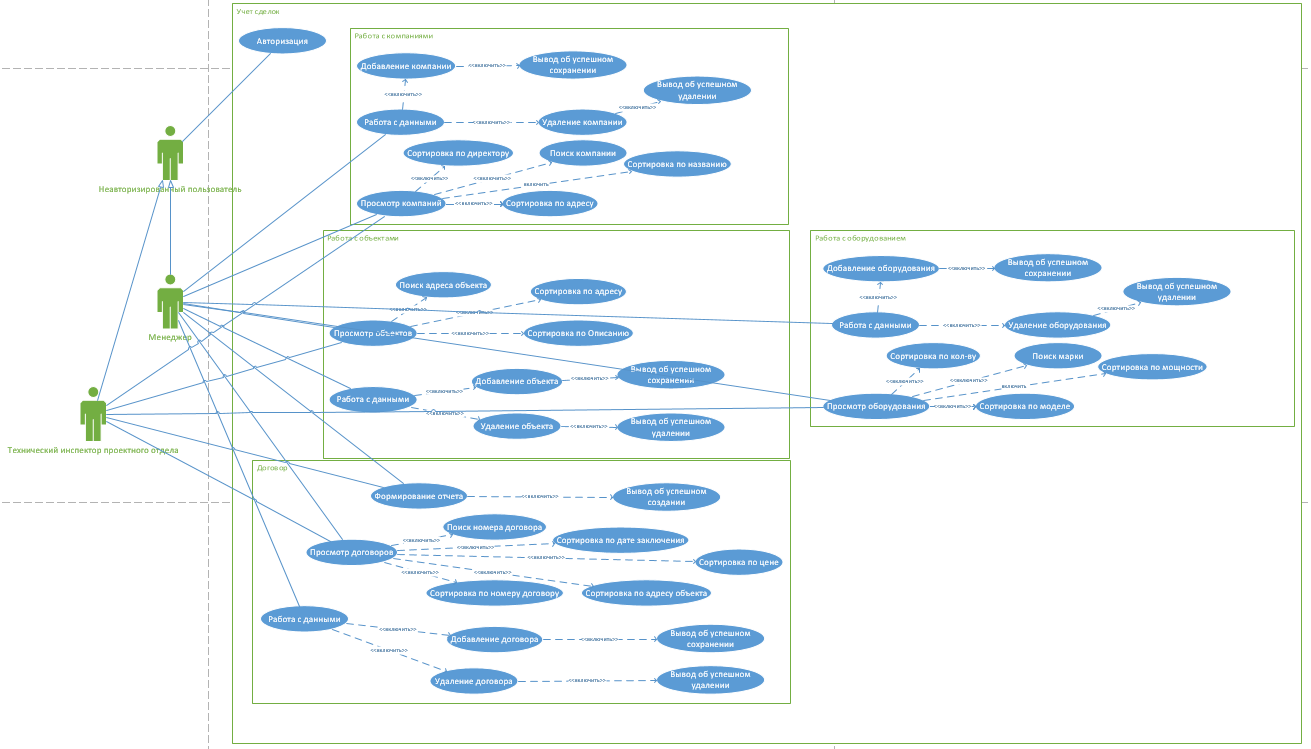 Учет сделок
Авторизация
Неавторизированный пользователь
Менеджер
Технический инспектор проектного отдела
Работа с компаниями
Добавление компании
<<включить>>
Вывод об успешном
сохранении
<<включить>>
Вывод об успешном
удалении
<<включить>>
Работа с данными
<<включить>>
Удаление компании
Сортировка по директору
Поиск компании
Сортировка по названию
<<включить>>
<<включить>>
включить
Просмотр компаний
<<включить>>
Сортировка по адресу
Работа с объектами
Поиск адреса объекта
Сортировка по адресу
<<включить>>
<<включить>>
Просмотр объектов
<<включить>>
Сортировка по Описанию
Работа с данными
<<включить>>
Добавление объекта
<<включить>>
Вывод об успешном
сохранении
<<включить>>
Удаление объекта
<<включить>>
Вывод об успешном
удалении
Работа с оборудованием
Добавление оборудования
<<включить>>
Вывод об успешном
сохранении
<<включить>>
Вывод об успешном
удалении
<<включить>>
Работа с данными
<<включить>>
Удаление оборудования
Сортировка по кол-ву
Поиск марки
Сортировка по мощности
<<включить>>
<<включить>>
включить
Просмотр оборудования
<<включить>>
Сортировка по моделе
Договор
Формирование отчета
<<включить>>
Вывод об успешном
создании
Поиск номера договора
<<включить>>
Сортировка по дате заключения
<<включить>>
Просмотр договоров
<<включить>>
Сортировка по цене
<<включить>>
<<включить>>
Сортировка по номеру договору
Сортировка по адресу объекта
Работа с данными
<<включить>>
Добавление договора
<<включить>>
Вывод об успешном
сохранении
<<включить>>
Удаление договора
<<включить>>
Вывод об успешном
удалении